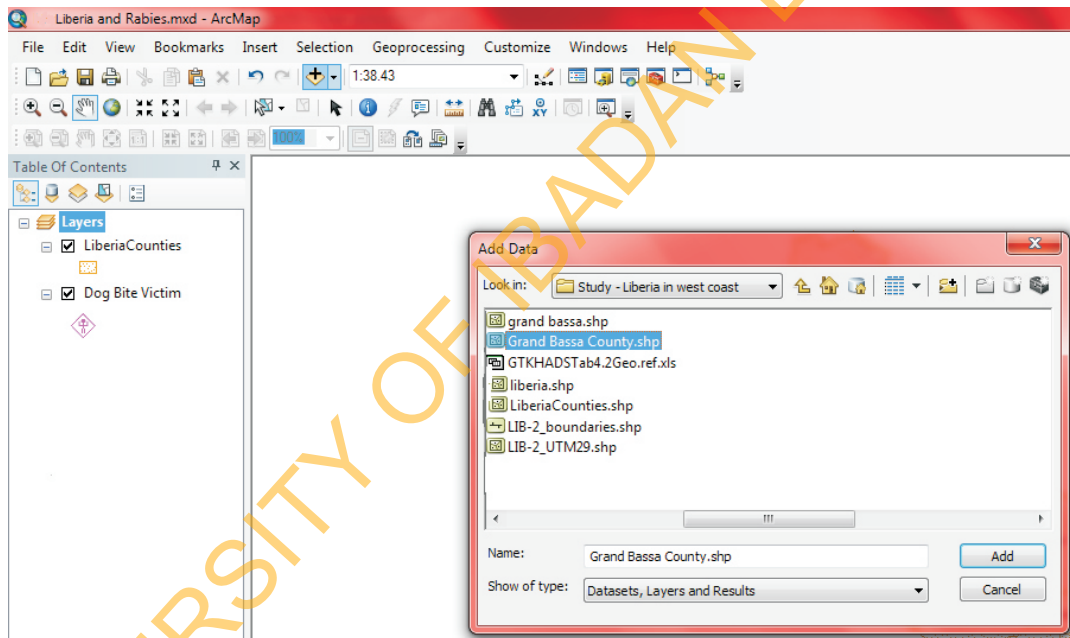 Liberia and Rabies.mxd - ArcMap
File Edit View Bookmarks Insert Selection Geoprocessing Customize Windows Help
1:38.43
100%
Table Of Contents
Layers
LiberiaCounties
Dog Bite Victim
Add Data
Look in: Study - Liberia in west coast
grand bassa.shp
Grand Bassa County.shp
GTKHADSTab4.2Geo.ref.xls
liberia.shp
LiberiaCounties.shp
LIB-2_boundaries.shp
LIB-2_UTM29.shp
Name: Grand Bassa County.shp Add
Show of type: Datasets, Layers and Results Cancel
UNIVERSITY OF IBADAN